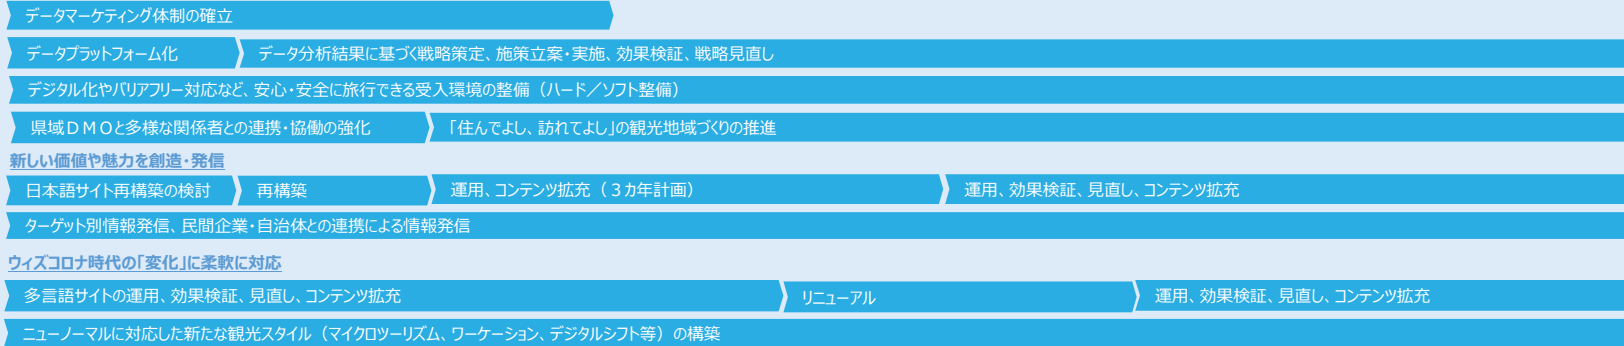 データマーケティング体制の確立
データプラットフォーム化 データ分析結果に基づく戦略策定、施策立案・実施、効果検証、戦略見直し
デジタル化やバリアフリー対応など、安心・安全に旅行できる受入環境の整備（ハード／ソフト整備）
県域ＤＭＯと多様な関係者との連携・協働の強化 「住んでよし、訪れてよし」の観光地域づくりの推進
新しい価値や魅力を創造・発信
日本語サイト再構築の検討 再構築 運用、コンテンツ拡充（３カ年計画） 運用、効果検証、見直し、コンテンツ拡充
ターゲット別情報発信、民間企業・自治体との連携による情報発信
ウィズコロナ時代の「変化」に柔軟に対応
多言語サイトの運用、効果検証、見直し、コンテンツ拡充 リニューアル 運用、効果検証、見直し、コンテンツ拡充
ニューノーマルに対応した新たな観光スタイル（マイクロツーリズム、ワーケーション、デジタルシフト等）の構築